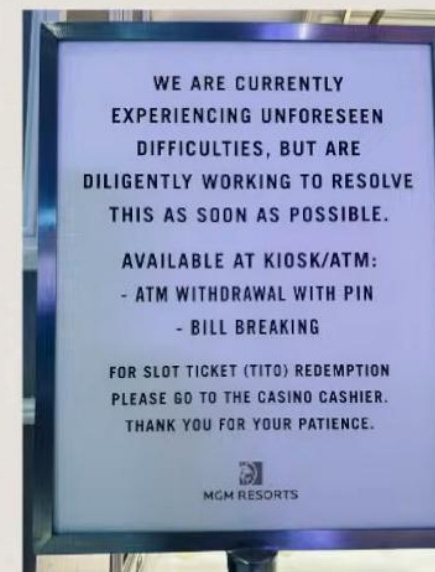 WE ARE CURRENTLY
EXPERIENCING UNFORESEEN
DIFFICULTIES, BUT ARE
DILIGENTLY WORKING TO RESOLVE
THIS AS SOON AS POSSIBLE.
AVAILABLE AT KIOSK/ATM:
- ATM WITHDRAWAL WITH PIN
- BILL BREAKING
FOR SLOT TICKET (TITO) REDEMPTION
PLEASE GO TO THE CASINO CASHIER.
THANK YOU FOR YOUR PATIENCE.
MGM RESORTS